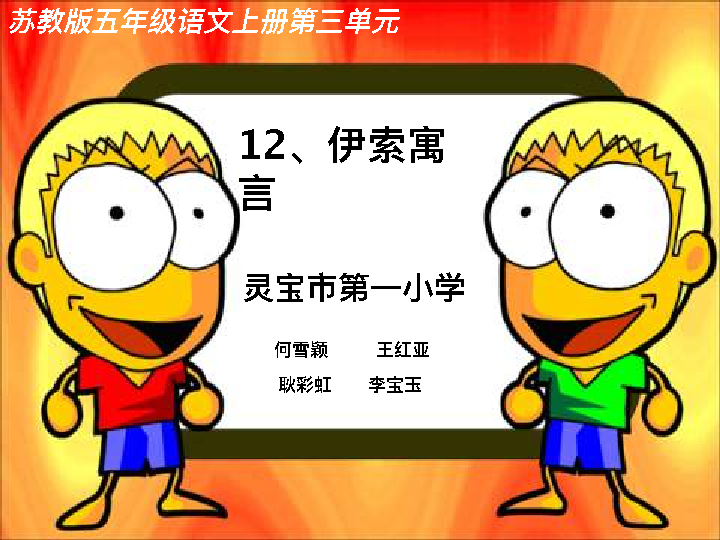 苏教版五年级语文上册第三单元
12、伊索寓
言
灵宝市第一小学
何雪颖 王红亚
耿彩虹 李宝玉